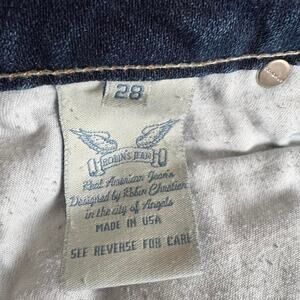 28
ROBIN'S JEAN
Real American Jean's
Designed by Robin Chretien
in the city of Angels
MADE IN USA
SEE REVERSE FOR CARE